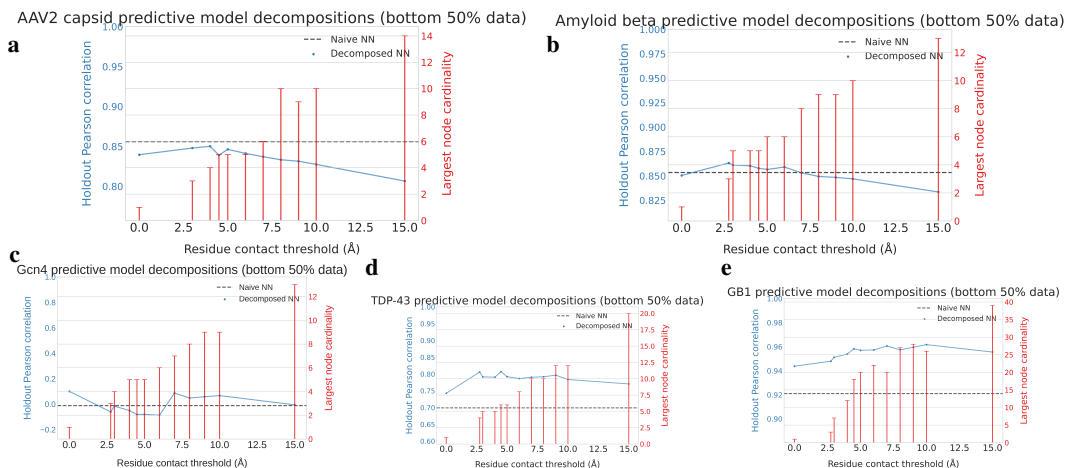 AAV2 capsid predictive model decompositions (bottom 50% data)
a
Holdout Pearson correlation
1.00
0.95
0.90
0.85
0.80
Naive NN
Decomposed NN
14
12
10
8
6
4
2
0
Largest node cardinality
0.0 2.5 5.0 7.5 10.0 12.5 15.0
Residue contact threshold (Å)
Amyloid beta predictive model decompositions (bottom 50% data)
b
Holdout Pearson correlation
1.000
0.975
0.950
0.925
0.900
0.875
0.850
0.825
Naive NN
Decomposed NN
12
10
8
6
4
2
0
Largest node cardinality
0.0 2.5 5.0 7.5 10.0 12.5 15.0
Residue contact threshold (Å)
c
Gcn4 predictive model decompositions (bottom 50% data)
Holdout Pearson correlation
1.0
0.8
0.6
0.4
0.2
0.0
−0.2
Naive NN
Decomposed NN
12
10
8
6
4
2
0
Largest node cardinality
0.0 2.5 5.0 7.5 10.0 12.5 15.0
Residue contact threshold (Å)
d
TDP-43 predictive model decompositions (bottom 50% data)
Holdout Pearson correlation
1.00
0.95
0.90
0.85
0.80
0.75
0.70
0.65
0.60
Naive NN
Decomposed NN
20.0
17.5
15.0
12.5
10.0
7.5
5.0
2.5
0.0
Largest node cardinality
0.0 2.5 5.0 7.5 10.0 12.5 15.0
Residue contact threshold (Å)
e
GB1 predictive model decompositions (bottom 50% data)
Holdout Pearson correlation
1.00
0.98
0.96
0.94
0.92
0.90
Naive NN
Decomposed NN
40
35
30
25
20
15
10
5
0
Largest node cardinality
0.0 2.5 5.0 7.5 10.0 12.5 15.0
Residue contact threshold (Å)